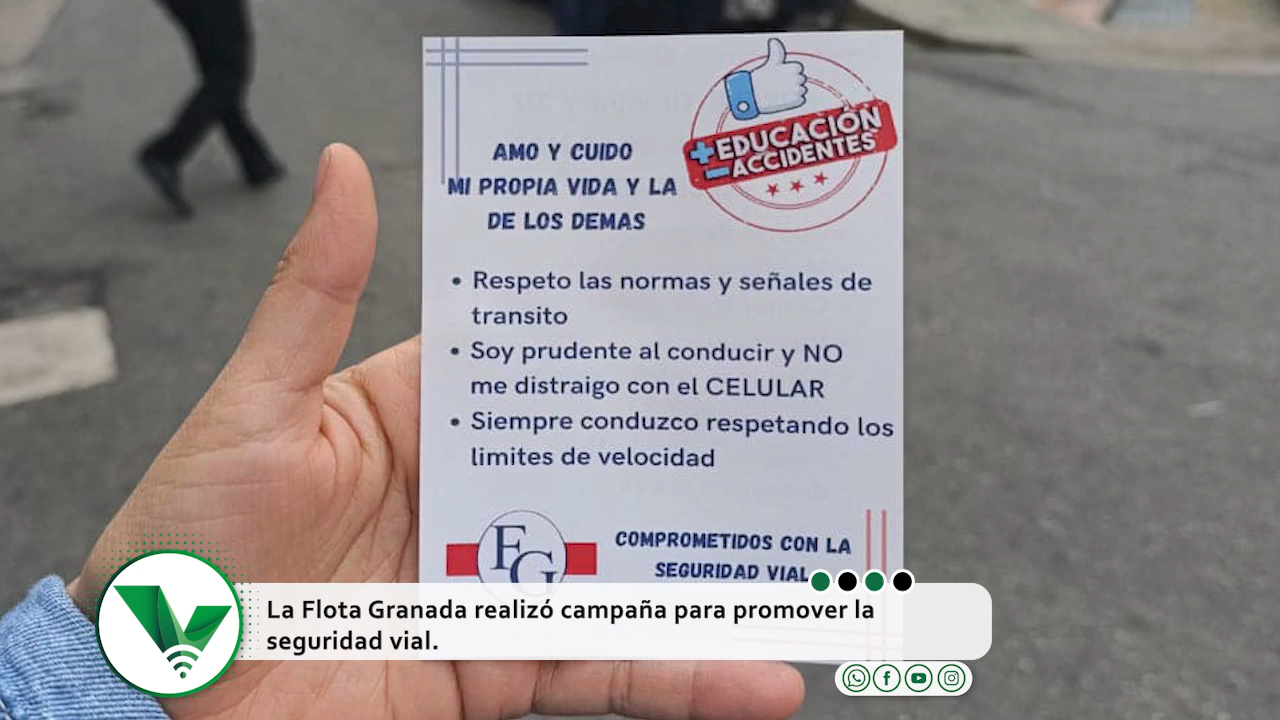 AMO Y CUIDO
MI PROPIA VIDA Y LA
DE LOS DEMAS
+EDUCACIÓN
-ACCIDENTES
• Respeto las normas y señales de
transito
• Soy prudente al conducir y NO
me distraigo con el CELULAR
• Siempre conduzco respetando los
limites de velocidad
FG
COMPROMETIDOS CON LA
SEGURIDAD VIAL
La Flota Granada realizó campaña para promover la
seguridad vial.